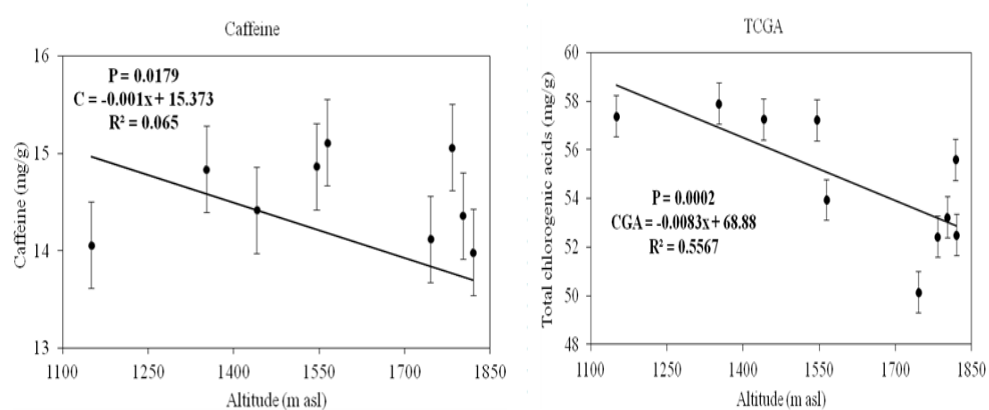 Caffeine
P = 0.0179
C = -0.001x + 15.373
R² = 0.065
Caffeine (mg/g)
16
15
14
13
1100 1250 1400 1550 1700 1850
Altitude (m asl)
TCGA
P = 0.0002
CGA = -0.0083x + 68.88
R² = 0.5567
Total chlorogenic acids (mg/g)
60
58
56
54
52
50
48
1100 1250 1400 1550 1700 1850
Altitude (m asl)